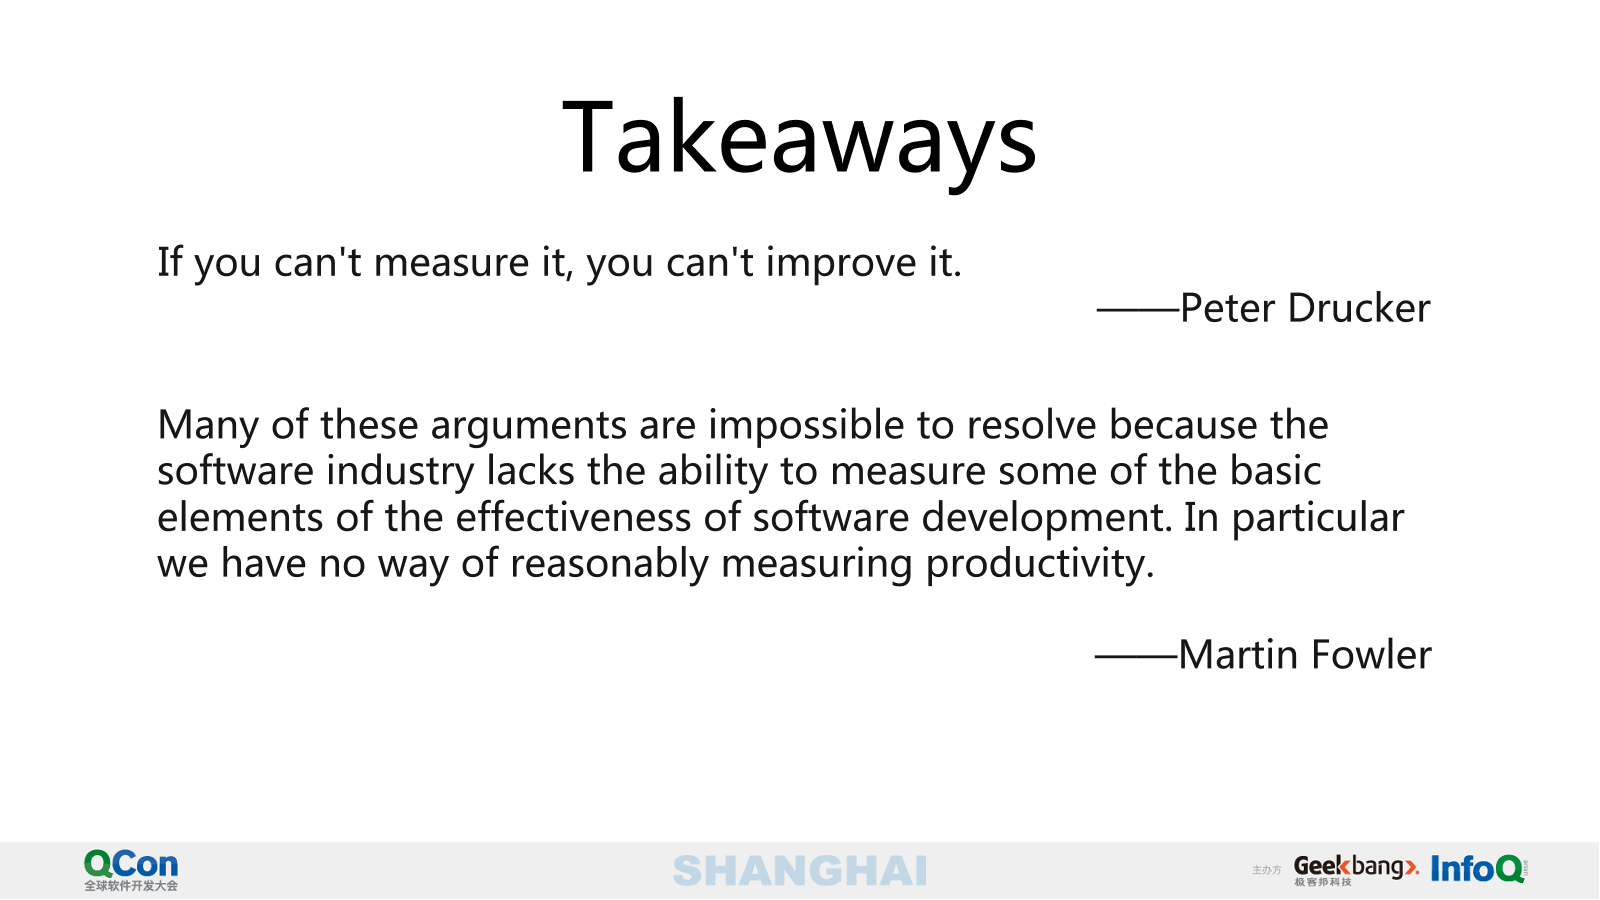 Takeaways
If you can't measure it, you can't improve it.
——Peter Drucker
Many of these arguments are impossible to resolve because the
software industry lacks the ability to measure some of the basic
elements of the effectiveness of software development. In particular
we have no way of reasonably measuring productivity.
——Martin Fowler
QCon
全球软件开发大会
SHANGHAI
主办方
Geekbang
极客邦科技
InfoQ